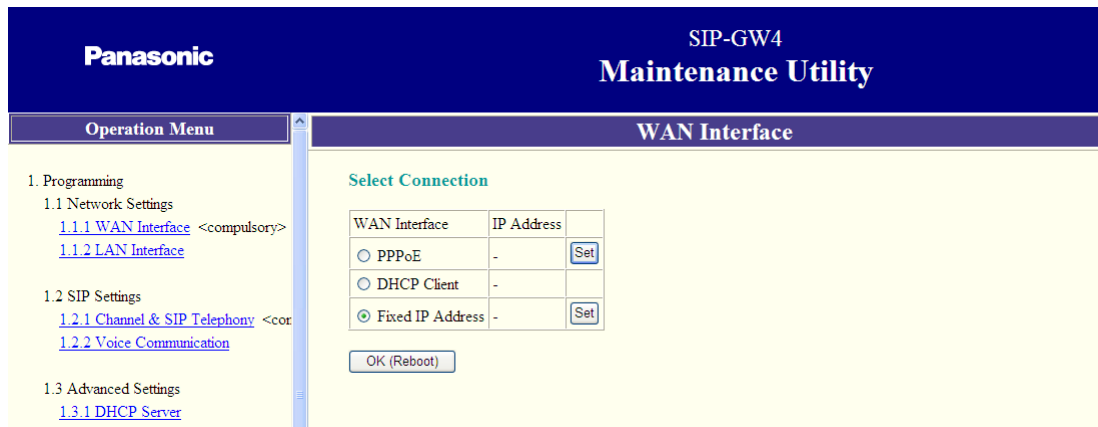 Panasonic
SIP-GW4
Maintenance Utility
Operation Menu
WAN Interface
1. Programming
1.1 Network Settings
1.1.1 WAN Interface <compulsory>
1.1.2 LAN Interface
1.2 SIP Settings
1.2.1 Channel & SIP Telephony <cor
1.2.2 Voice Communication
1.3 Advanced Settings
1.3.1 DHCP Server
Select Connection
WAN Interface IP Address
PPPoE - Set
DHCP Client -
Fixed IP Address - Set
OK (Reboot)